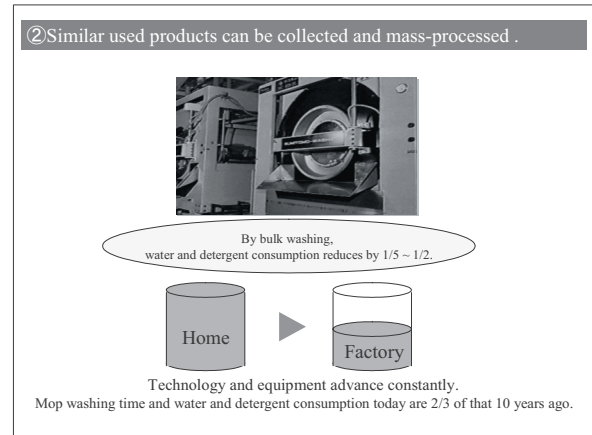 ②Similar used products can be collected and mass-processed .
By bulk washing,
water and detergent consumption reduces by 1/5 ~ 1/2.
Home
Factory
Technology and equipment advance constantly.
Mop washing time and water and detergent consumption today are 2/3 of that 10 years ago.